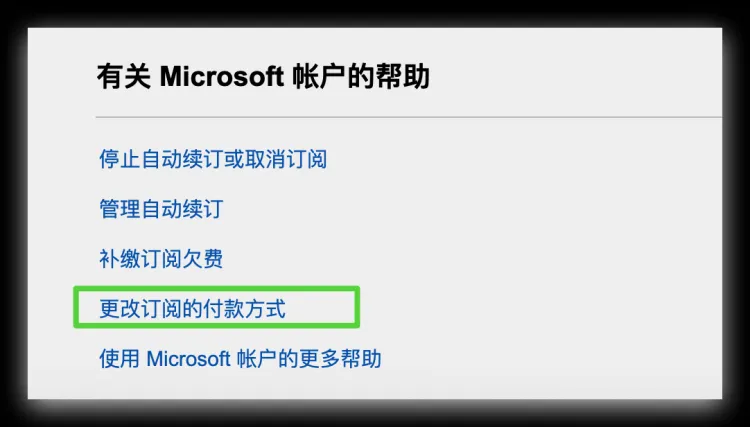 有关 Microsoft 帐户的帮助
停止自动续订或取消订阅
管理自动续订
补缴订阅欠费
更改订阅的付款方式
使用 Microsoft 帐户的更多帮助